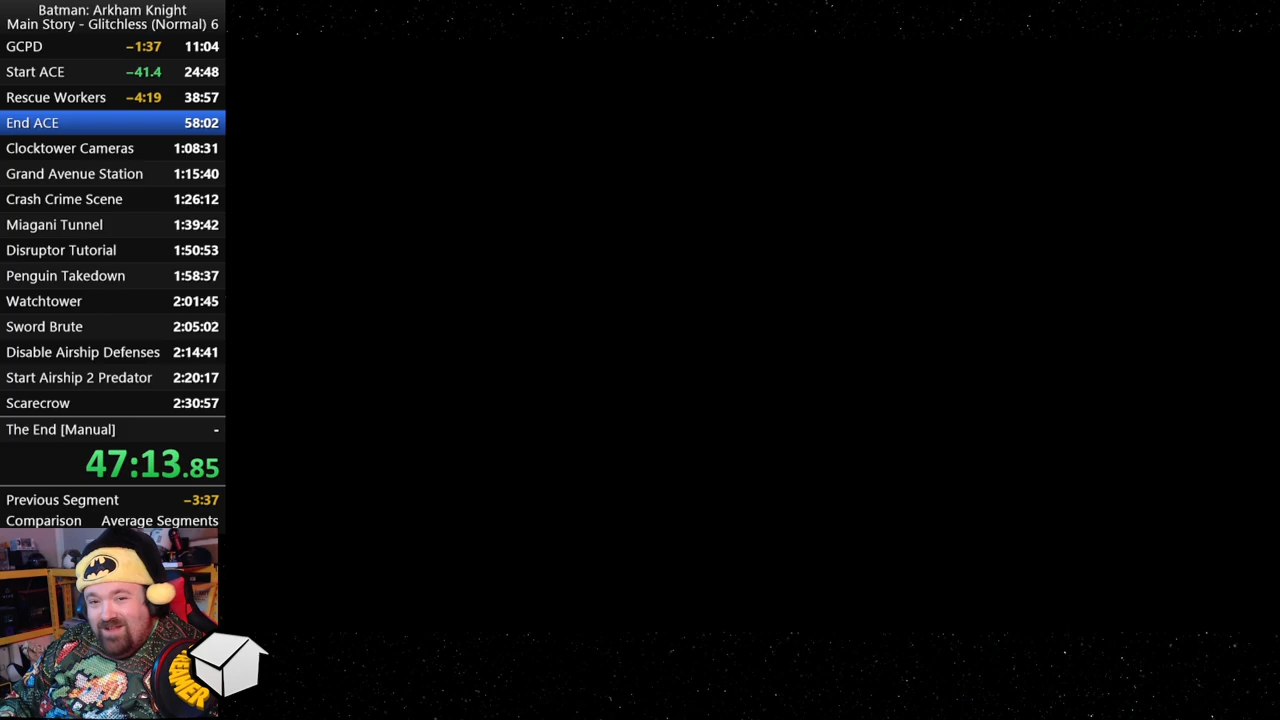 Batman: Arkham Knight
Main Story - Glitchless (Normal) 6
GCPD −1:37 11:04
Start ACE −41.4 24:48
Rescue Workers −4:19 38:57
End ACE 58:02
Clocktower Cameras 1:08:31
Grand Avenue Station 1:15:40
Crash Crime Scene 1:26:12
Miagani Tunnel 1:39:42
Disruptor Tutorial 1:50:53
Penguin Takedown 1:58:37
Watchtower 2:01:45
Sword Brute 2:05:02
Disable Airship Defenses 2:14:41
Start Airship 2 Predator 2:20:17
Scarecrow 2:30:57
The End [Manual] -
47:13.85
Previous Segment −3:37
Comparison Average Segments